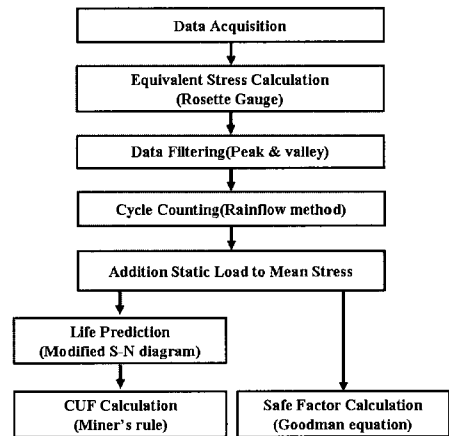 Data Acquisition
Equivalent Stress Calculation
(Rosette Gauge)
Data Filtering(Peak & valley)
Cycle Counting(Rainflow method)
Addition Static Load to Mean Stress
Life Prediction
(Modified S-N diagram)
CUF Calculation
(Miner's rule)
Safe Factor Calculation
(Goodman equation)